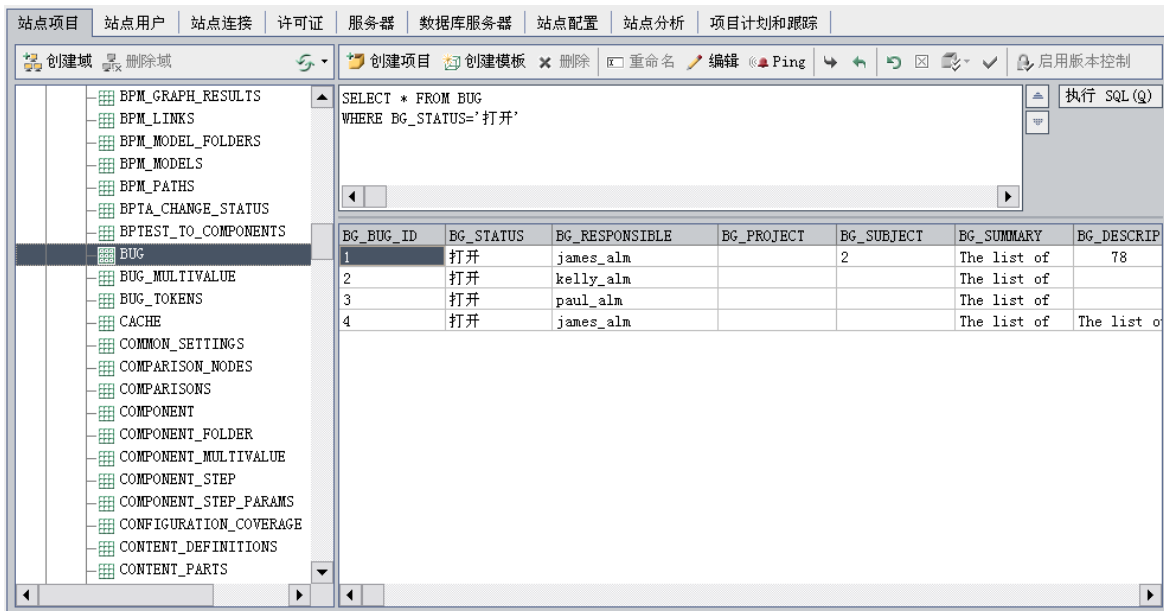 站点项目 站点用户 站点连接 许可证 服务器 数据库服务器 站点配置 站点分析 项目计划和跟踪
创建域 删除域 创建项目 创建模板 删除 重命名 编辑 Ping 启用版本控制
BPM_GRAPH_RESULTS
BPM_LINKS
BPM_MODEL_FOLDERS
BPM_MODELS
BPM_PATHS
BPTA_CHANGE_STATUS
BPTEST_TO_COMPONENTS
BUG
BUG_MULTIVALUE
BUG_TOKENS
CACHE
COMMON_SETTINGS
COMPARISON_NODES
COMPARISONS
COMPONENT
COMPONENT_FOLDER
COMPONENT_MULTIVALUE
COMPONENT_STEP
COMPONENT_STEP_PARAMS
CONFIGURATION_COVERAGE
CONTENT_DEFINITIONS
CONTENT_PARTS
SELECT * FROM BUG
WHERE BG_STATUS='打开'
执行 SQL(Q)
BG_BUG_ID BG_STATUS BG_RESPONSIBLE BG_PROJECT BG_SUBJECT BG_SUMMARY BG_DESCRIP
1 打开 james_alm 2 The list of 78
2 打开 kelly_alm The list of
3 打开 paul_alm The list of
4 打开 james_alm The list of The list o